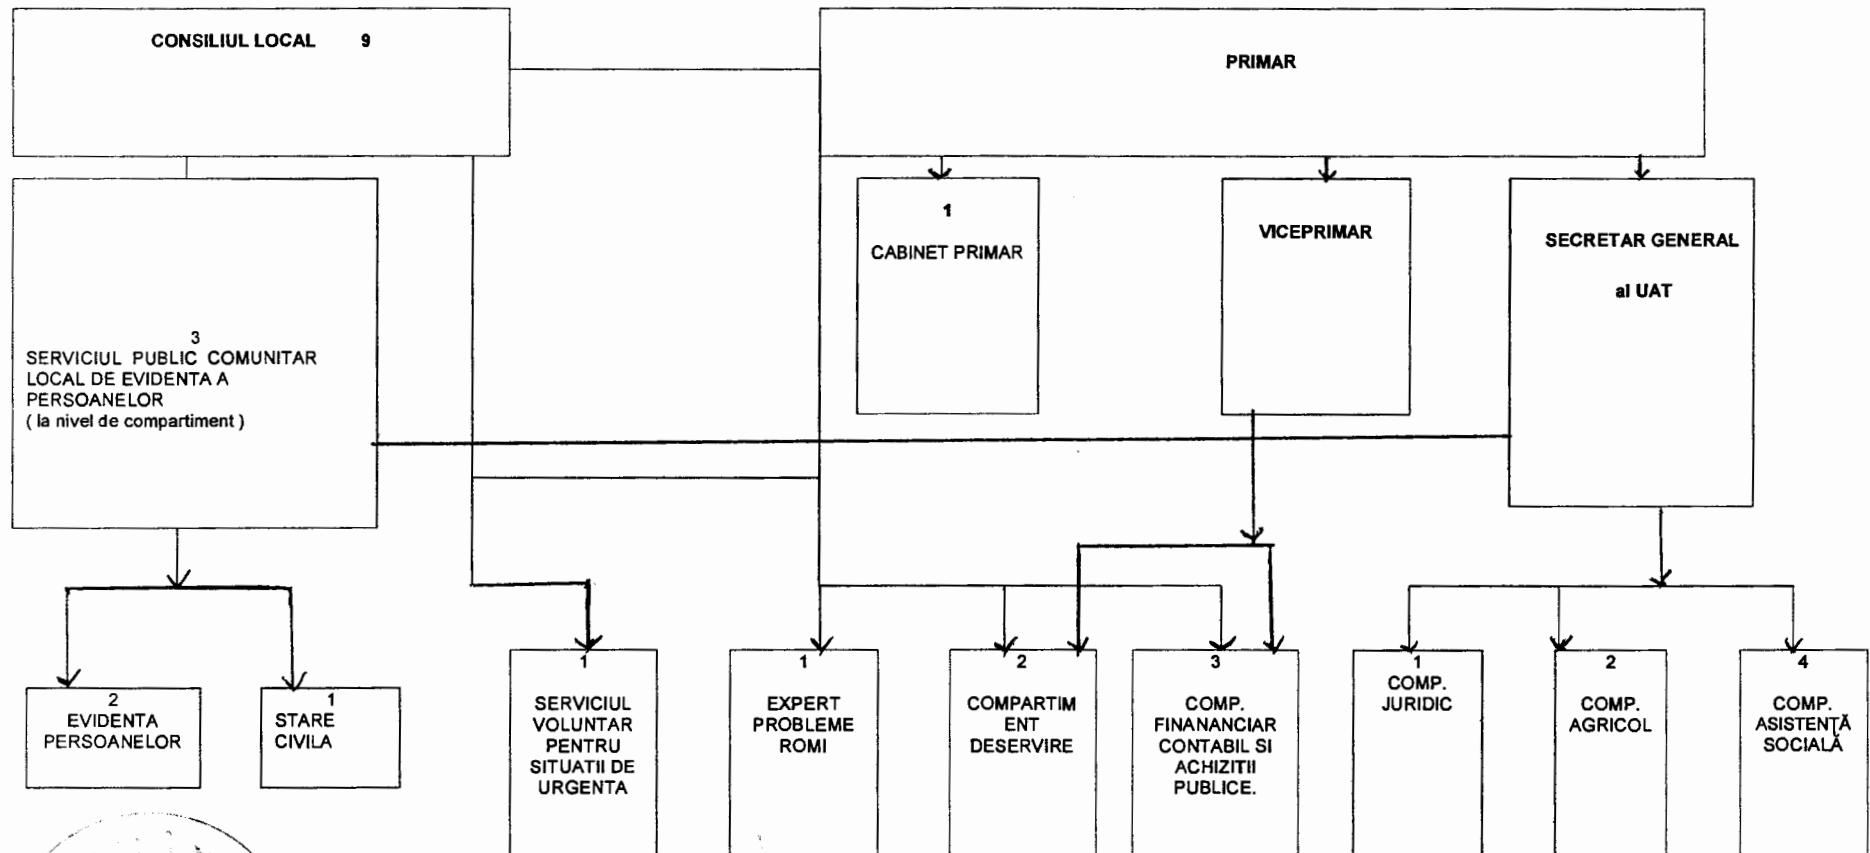 CONSILIUL LOCAL 9
PRIMAR
1
CABINET PRIMAR
VICEPRIMAR
SECRETAR GENERAL
al UAT
3
SERVICIUL PUBLIC COMUNITAR
LOCAL DE EVIDENTA A
PERSOANELOR
( la nivel de compartiment )
2
EVIDENTA
PERSOANELOR
1
STARE
CIVILA
1
SERVICIUL
VOLUNTAR
PENTRU
SITUATII DE
URGENTA
1
EXPERT
PROBLEME
ROMI
2
COMPARTIM
ENT
DESERVIRE
3
COMP.
FINANANCIAR
CONTABIL SI
ACHIZITII
PUBLICE.
1
COMP.
JURIDIC
2
COMP.
AGRICOL
4
COMP.
ASISTENŢĂ
SOCIALĂ